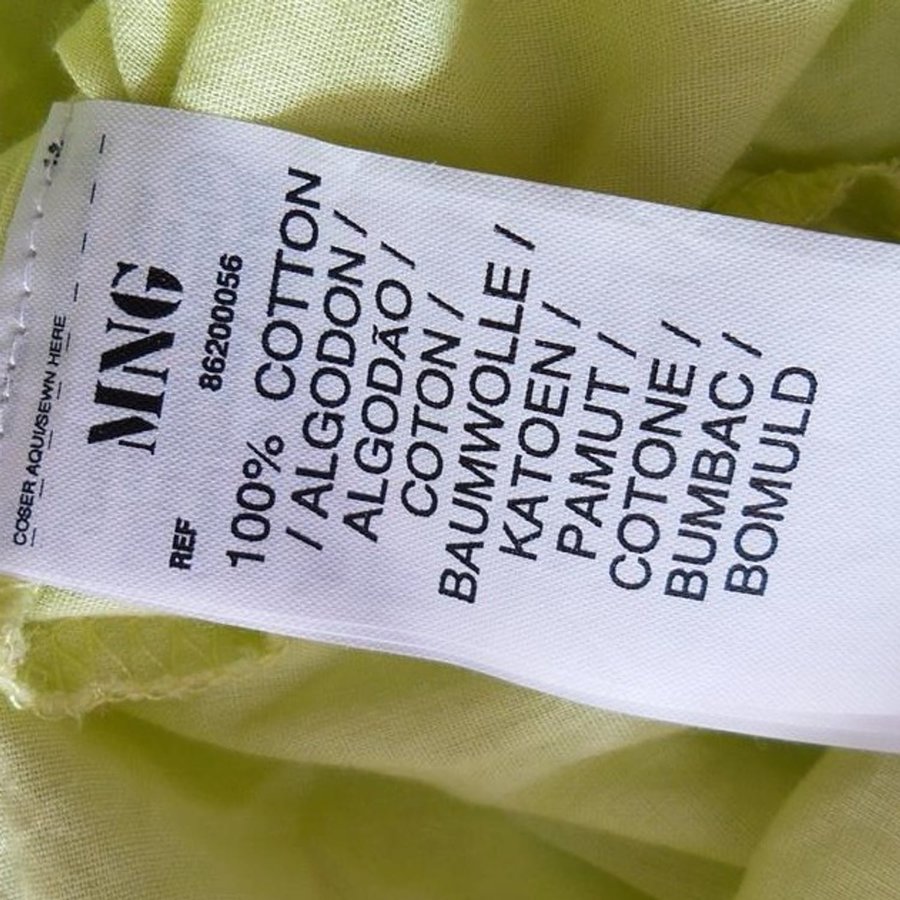 COSER AQUI/SEWN HERE
MNG
REF 86200056
100% COTTON
/ ALGODON /
ALGODÃO /
COTON /
BAUMWOLLE /
KATOEN /
PAMUT /
COTONE /
BUMBAC /
BOMULD